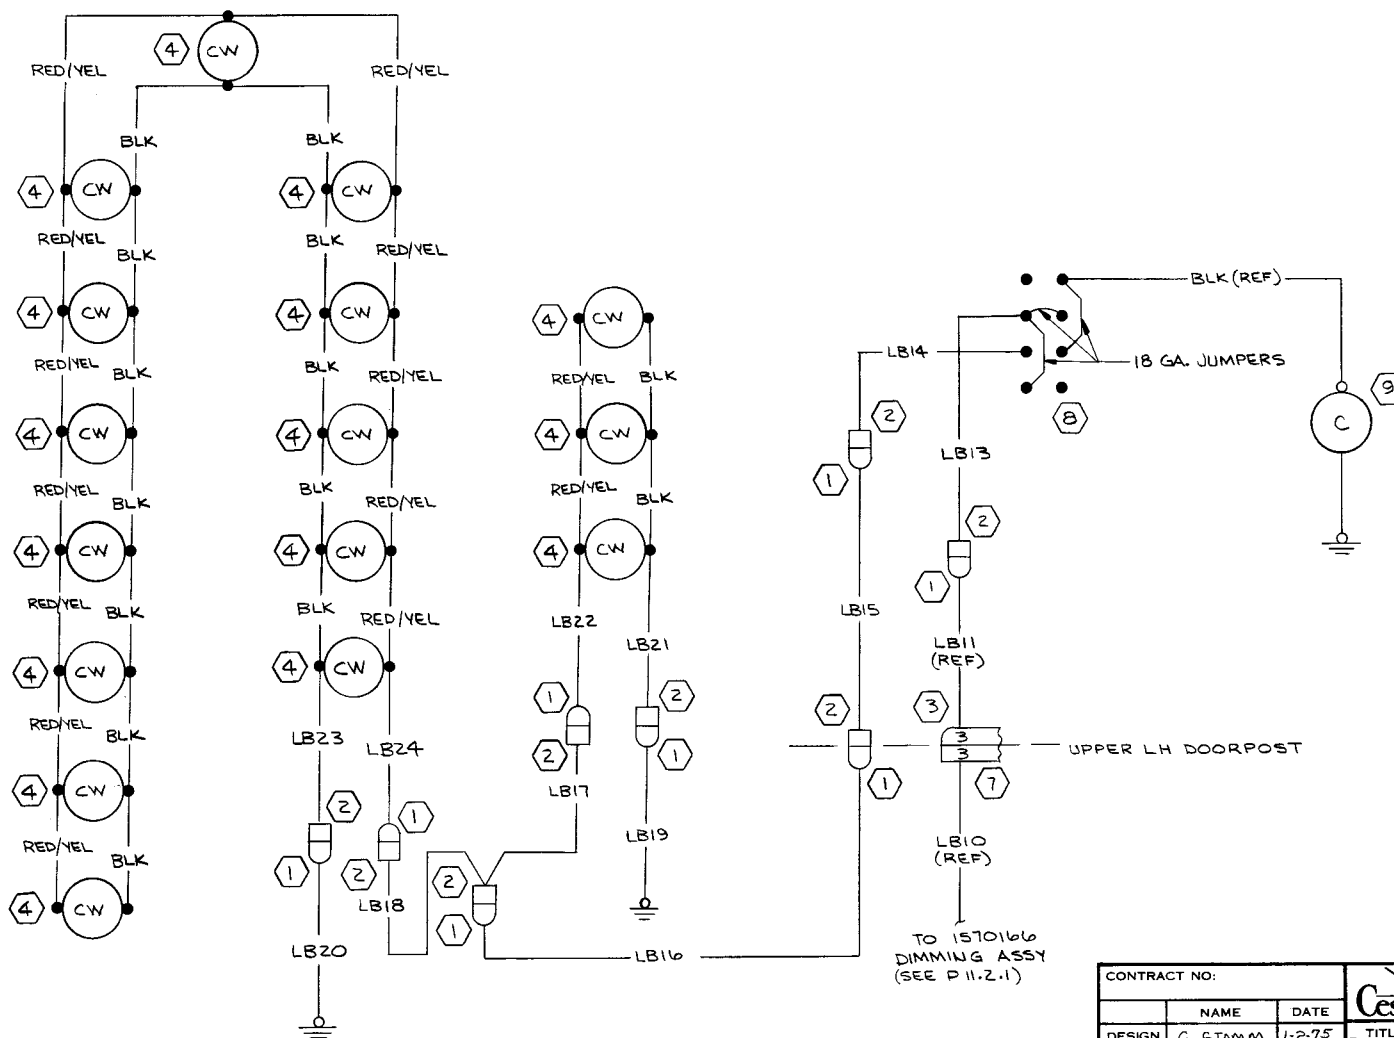 4
CW
RED/YEL
RED/YEL
BLK
BLK
4
CW
4
CW
RED/YEL
BLK
BLK
RED/YEL
4
CW
4
CW
4
CW
BLK (REF)
RED/YEL
BLK
BLK
RED/YEL
RED/YEL
BLK
LB14
18 GA. JUMPERS
9
2
8
C
4
CW
4
CW
4
CW
1
LB13
RED/YEL
BLK
BLK
RED/YEL
RED/YEL
BLK
2
4
CW
4
CW
4
CW
1
RED/YEL
BLK
BLK
RED/YEL
LB22
LB21
LB15
LB11
(REF)
4
CW
4
CW
1
2
2
3
RED/YEL
BLK
LB23
LB24
2
1
3
3
UPPER LH DOORPOST
1
7
4
CW
LB17
2
1
LB19
LB10
(REF)
RED/YEL
BLK
1
2
2
4
CW
LB18
1
LB20
LB16
TO 1570166
DIMMING ASSY
(SEE P 11.2.1)
CONTRACT NO:
Ces
NAME
DATE
DESIGN
C. STAMM
1-2-75
TITL